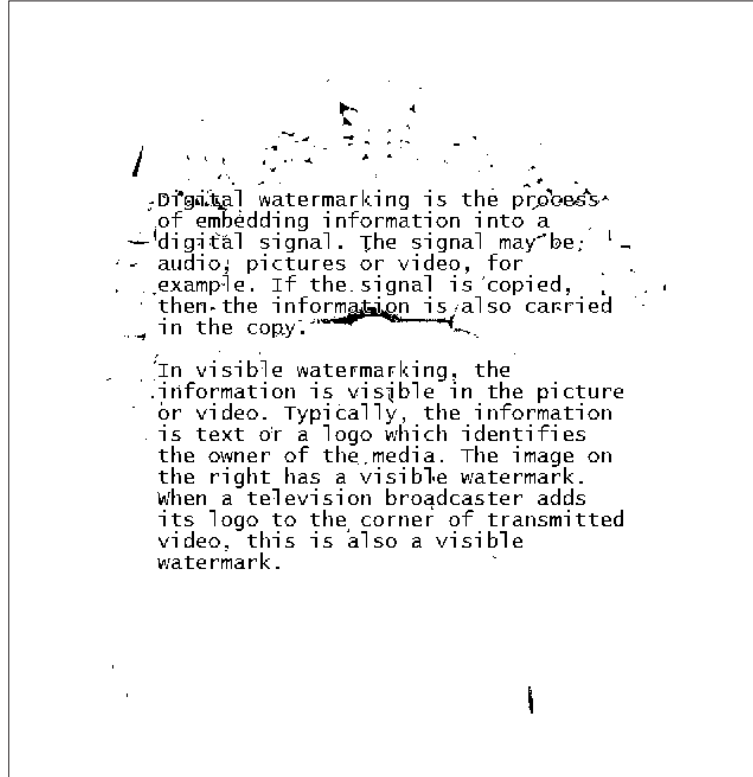 Digital watermarking is the process
of embedding information into a
digital signal. The signal may be
audio, pictures or video, for
example. If the signal is copied,
then the information is also carried
in the copy.
In visible watermarking, the
information is visible in the picture
or video. Typically, the information
is text or a logo which identifies
the owner of the media. The image on
the right has a visible watermark.
When a television broadcaster adds
its logo to the corner of transmitted
video, this is also a visible
watermark.